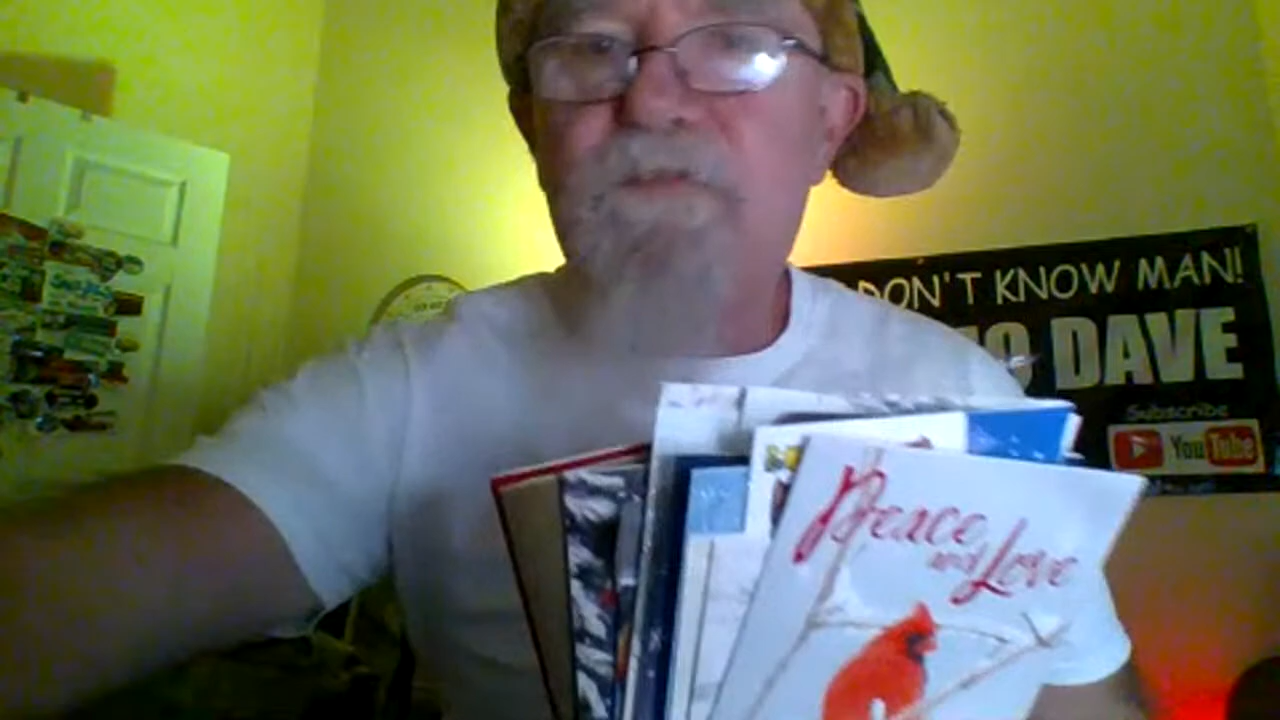 DON'T KNOW MAN!
DAVE
Subscribe
YouTube
Peace
and Love